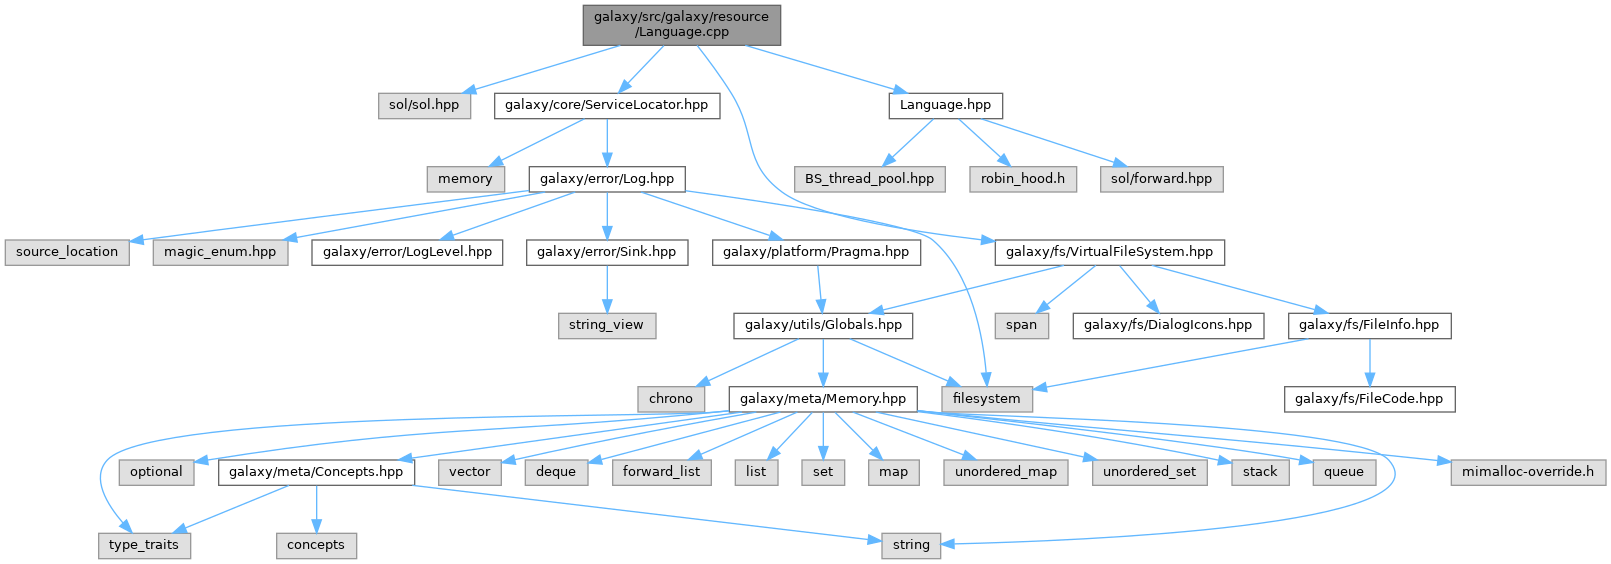 galaxy/src/galaxy/resource
/Language.cpp
sol/sol.hpp
galaxy/core/ServiceLocator.hpp
Language.hpp
memory
galaxy/error/Log.hpp
BS_thread_pool.hpp
robin_hood.h
sol/forward.hpp
source_location
magic_enum.hpp
galaxy/error/LogLevel.hpp
galaxy/error/Sink.hpp
galaxy/platform/Pragma.hpp
galaxy/fs/VirtualFileSystem.hpp
string_view
galaxy/utils/Globals.hpp
span
galaxy/fs/DialogIcons.hpp
galaxy/fs/FileInfo.hpp
chrono
galaxy/meta/Memory.hpp
filesystem
galaxy/fs/FileCode.hpp
optional
galaxy/meta/Concepts.hpp
vector
deque
forward_list
list
set
map
unordered_map
unordered_set
stack
queue
mimalloc-override.h
type_traits
concepts
string